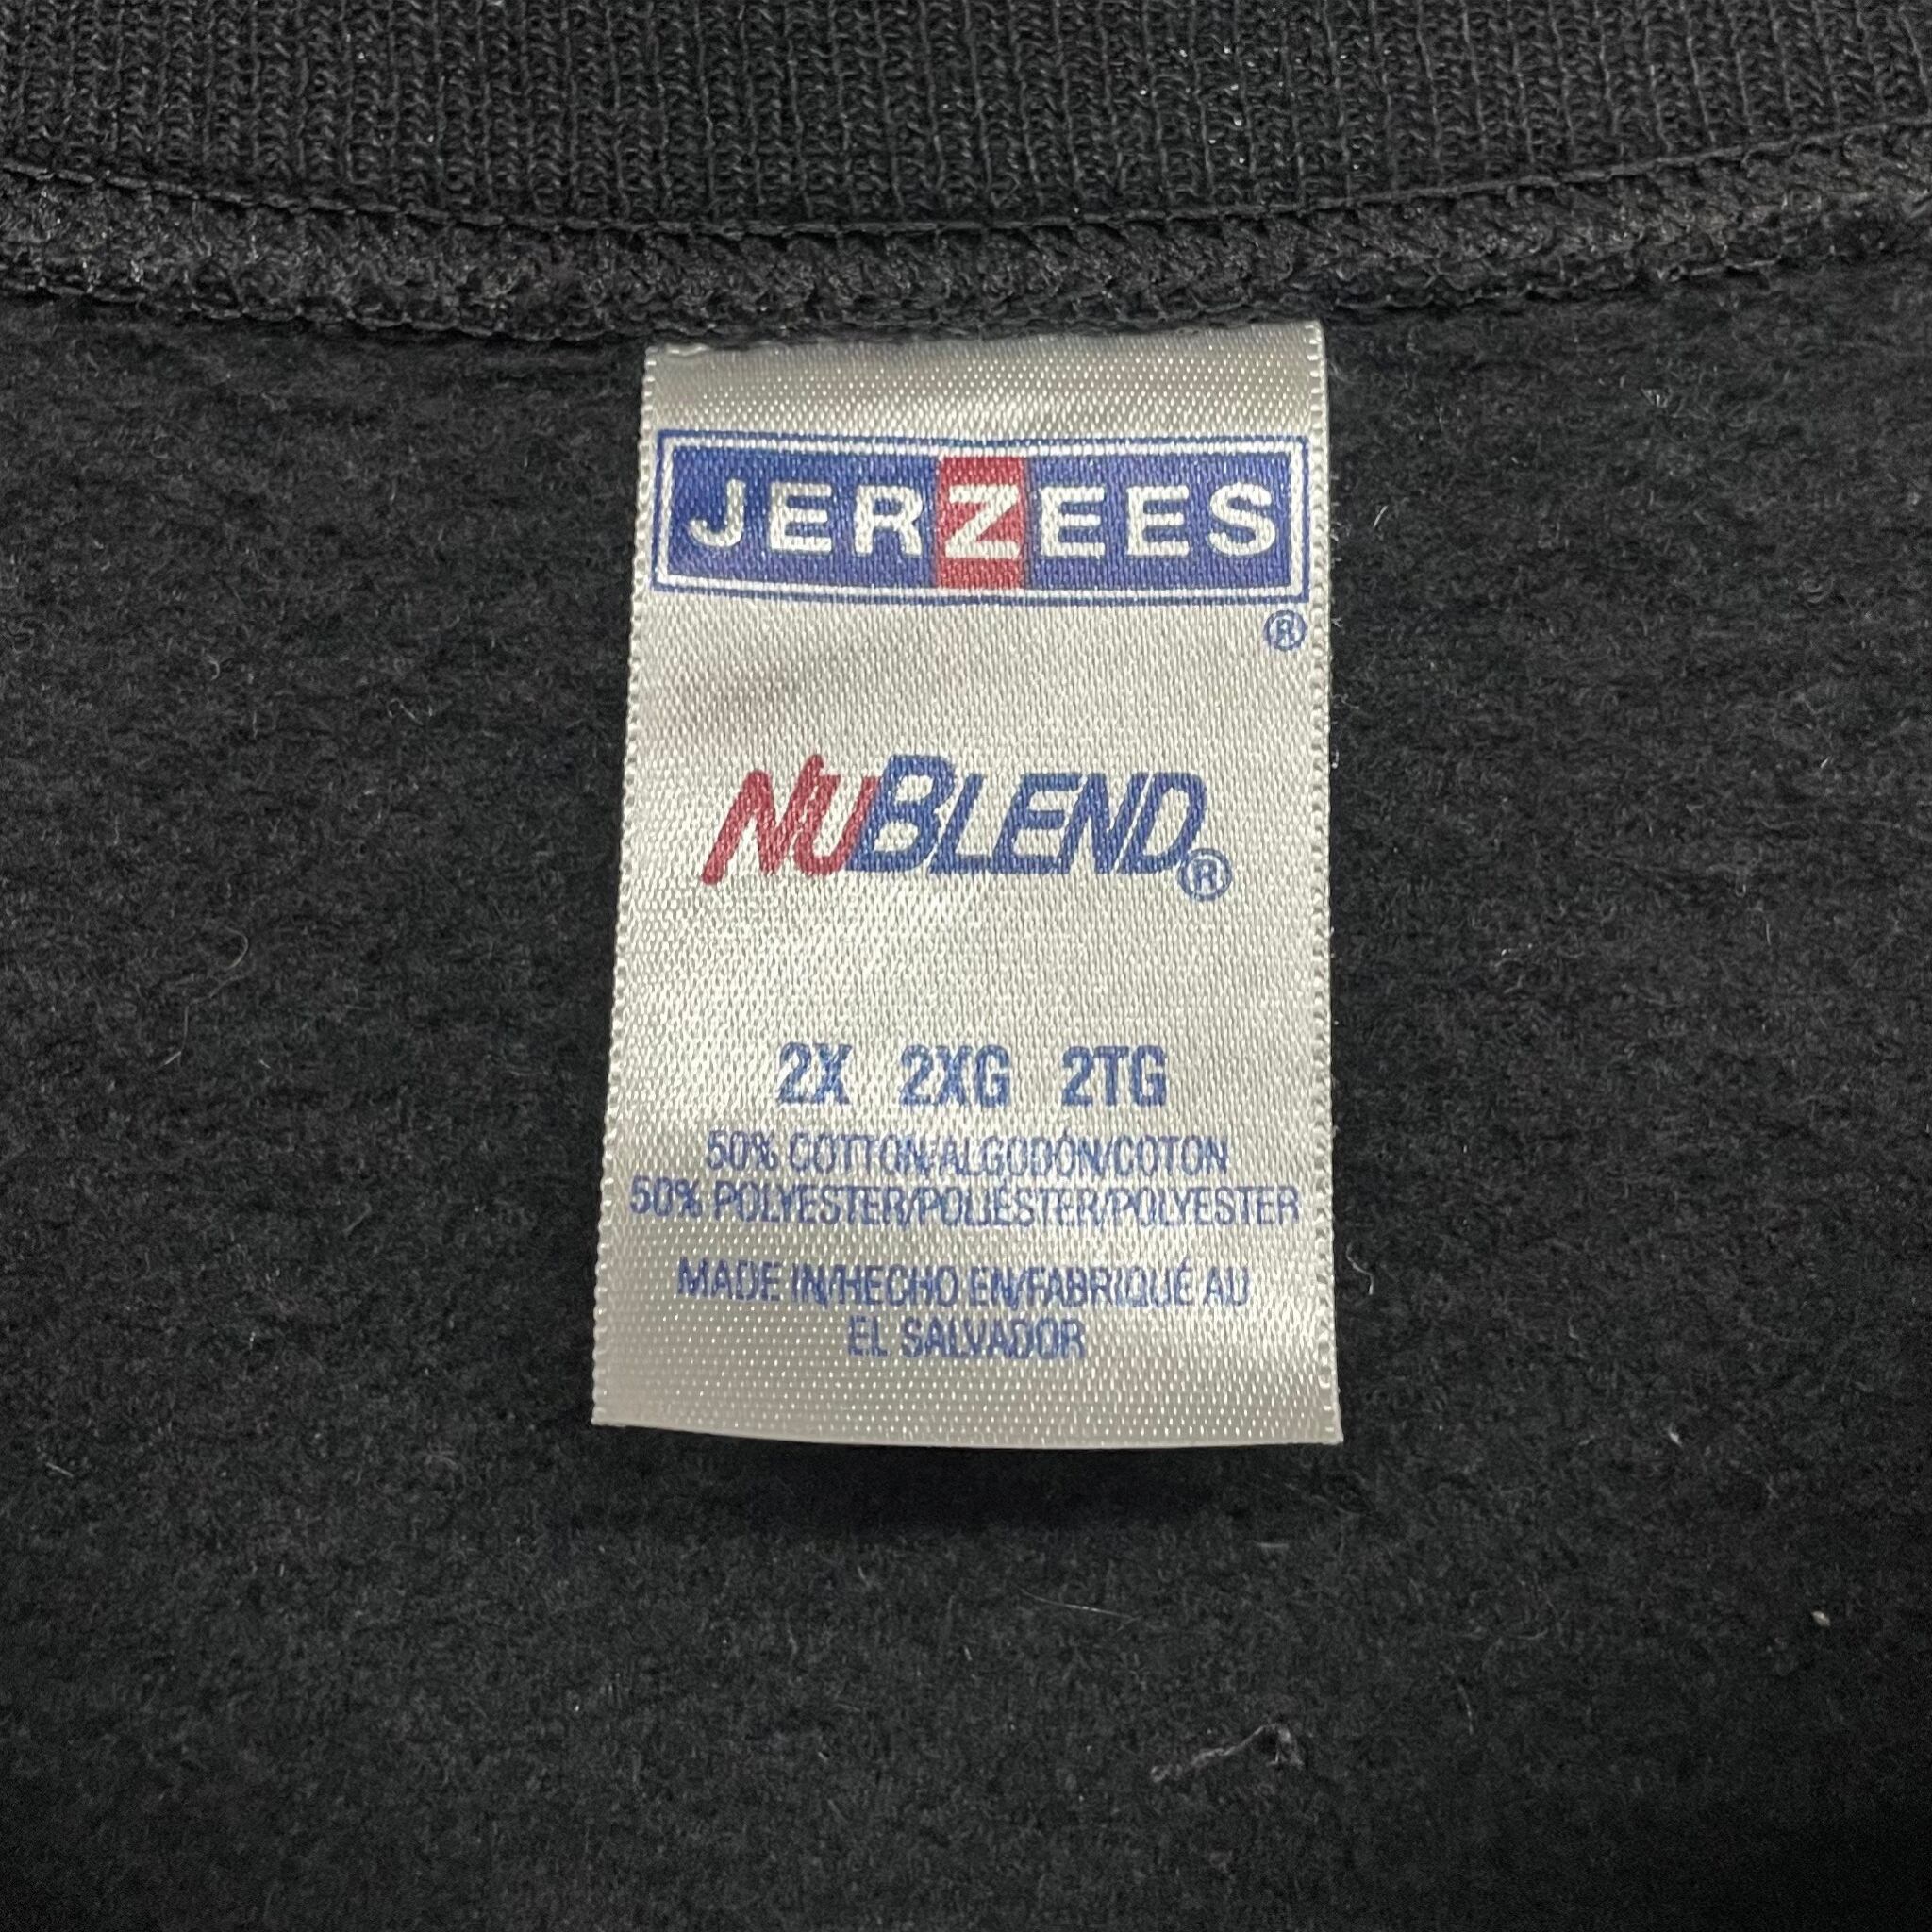 JERZEES
®
NUBLEND®
2X 2XG 2TG
50% COTTON/ALGODÓN/COTON
50% POLYESTER/POLIÉSTER/POLYESTER
MADE IN/HECHO EN/FABRIQUÉ AU
EL SALVADOR